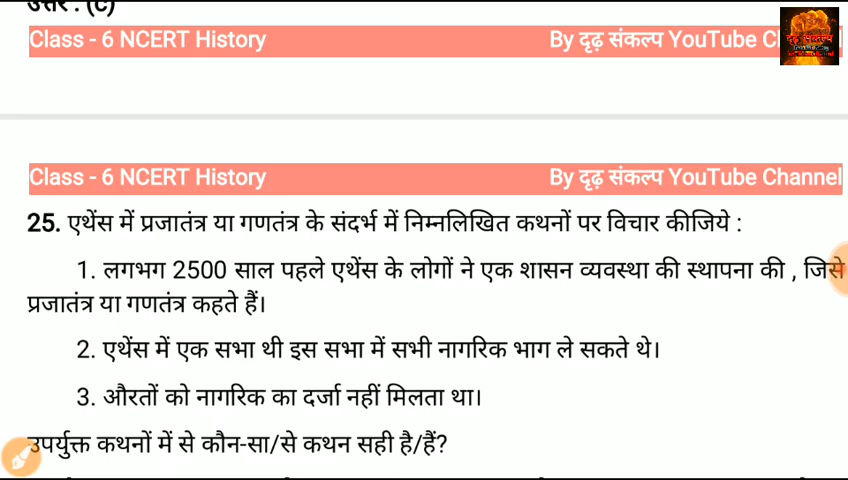 उत्तर : (C)
Class - 6 NCERT History By दृढ़ संकल्प YouTube
Class - 6 NCERT History By दृढ़ संकल्प YouTube Channel
25. एथेंस में प्रजातंत्र या गणतंत्र के संदर्भ में निम्नलिखित कथनों पर विचार कीजिये :
1. लगभग 2500 साल पहले एथेंस के लोगों ने एक शासन व्यवस्था की स्थापना की , जिसे
प्रजातंत्र या गणतंत्र कहते हैं।
2. एथेंस में एक सभा थी इस सभा में सभी नागरिक भाग ले सकते थे।
3. औरतों को नागरिक का दर्जा नहीं मिलता था।
उपर्युक्त कथनों में से कौन-सा/से कथन सही है/हैं?